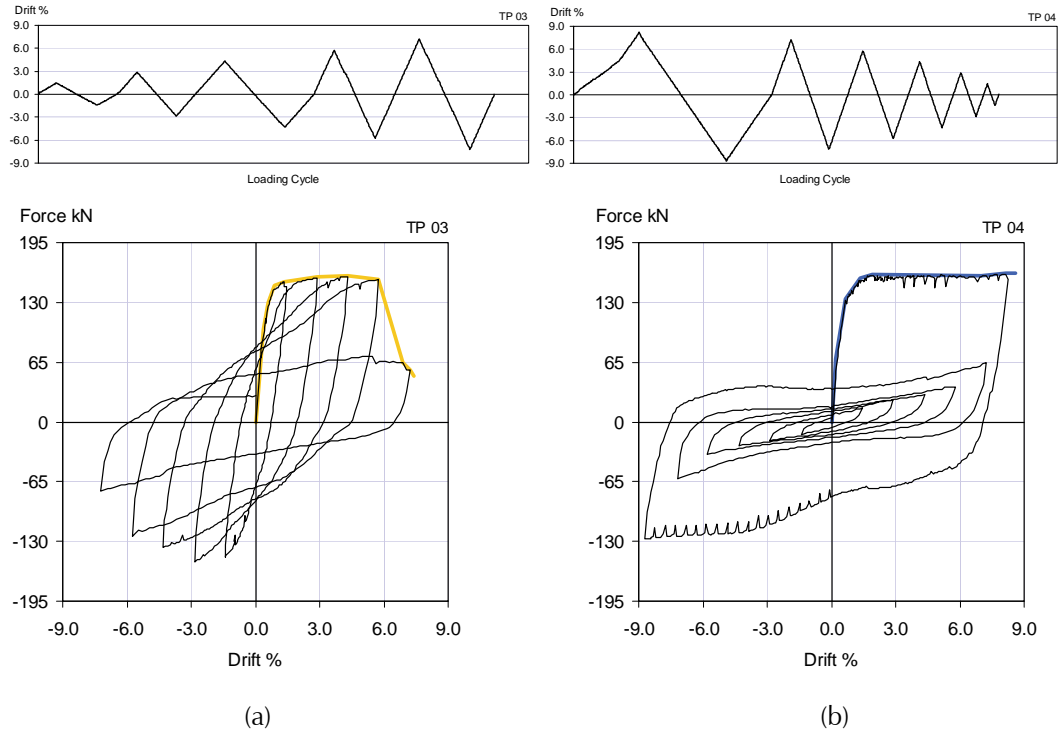 Drift %
TP 03
9.0
6.0
3.0
0.0
-3.0
-6.0
-9.0
Loading Cycle
Drift %
TP 04
9.0
6.0
3.0
0.0
-3.0
-6.0
-9.0
Loading Cycle
Force kN
TP 03
195
130
65
0
-65
-130
-195
-9.0 -6.0 -3.0 0.0 3.0 6.0 9.0
Drift %
Force kN
TP 04
195
130
65
0
-65
-130
-195
-9.0 -6.0 -3.0 0.0 3.0 6.0 9.0
Drift %
(a)
(b)